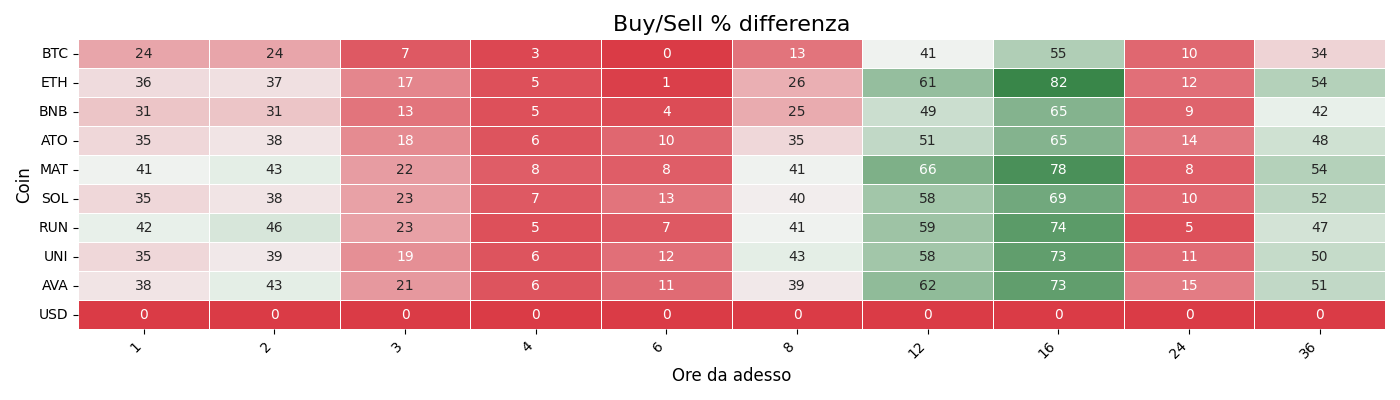 Buy/Sell % differenza
Coin
BTC 24 24 7 3 0 13 41 55 10 34
ETH 36 37 17 5 1 26 61 82 12 54
BNB 31 31 13 5 4 25 49 65 9 42
ATO 35 38 18 6 10 35 51 65 14 48
MAT 41 43 22 8 8 41 66 78 8 54
SOL 35 38 23 7 13 40 58 69 10 52
RUN 42 46 23 5 7 41 59 74 5 47
UNI 35 39 19 6 12 43 58 73 11 50
AVA 38 43 21 6 11 39 62 73 15 51
USD 0 0 0 0 0 0 0 0 0 0
1 2 3 4 6 8 12 16 24 36
Ore da adesso